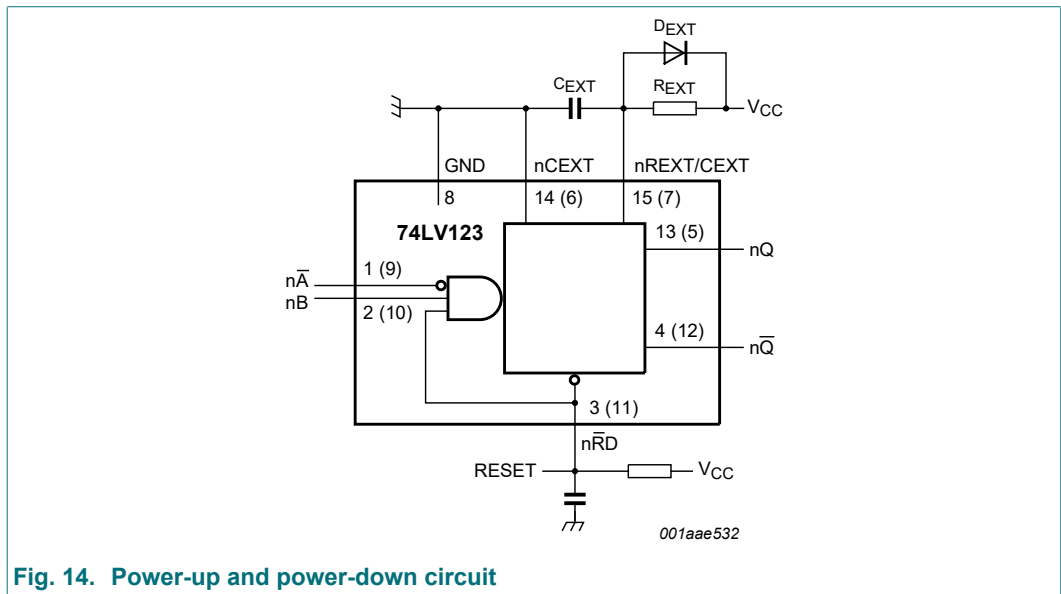 DEXT
CEXT
REXT
VCC
GND
nCEXT
nREXT/CEXT
8
14 (6)
15 (7)
74LV123
13 (5)
nQ
nA̅
1 (9)
nB
2 (10)
4 (12)
nQ̅
3 (11)
nR̅D
RESET
VCC
001aae532
Fig. 14. Power-up and power-down circuit